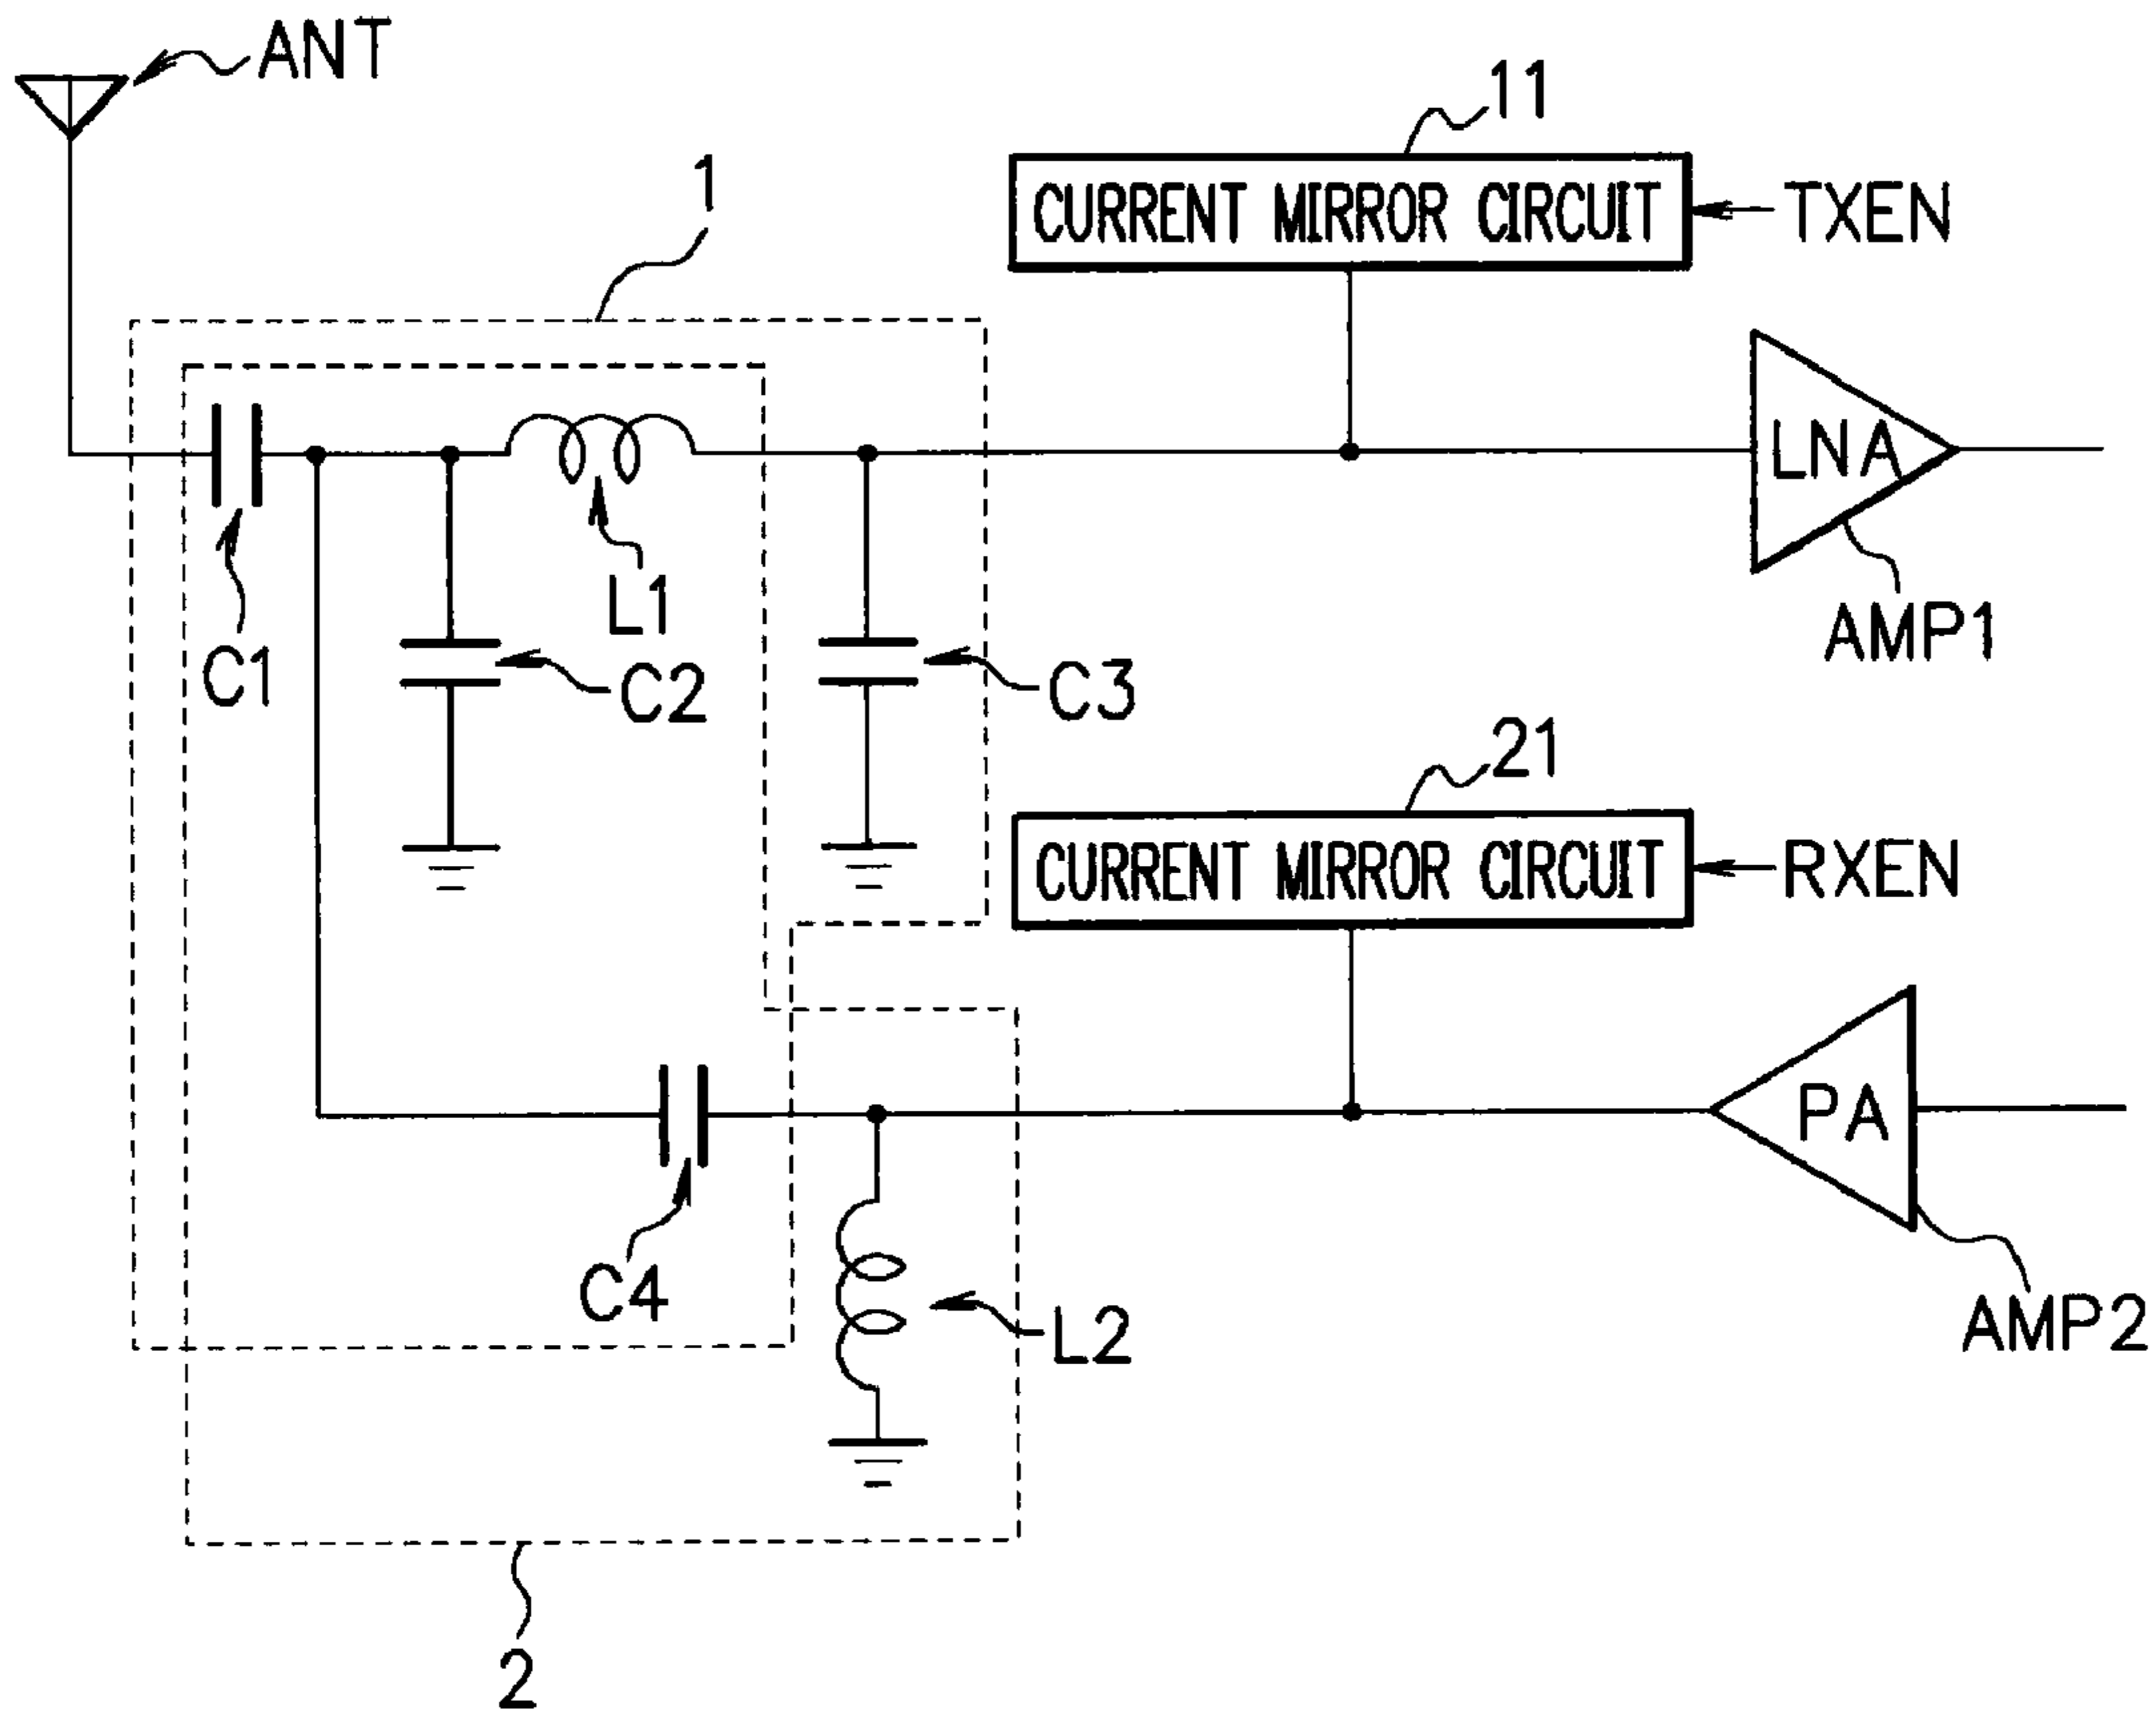 ANT
11
1
CURRENT MIRROR CIRCUIT
TXEN
LNA
L1
AMP1
C1
C2
C3
21
CURRENT MIRROR CIRCUIT
RXEN
PA
C4
L2
AMP2
2